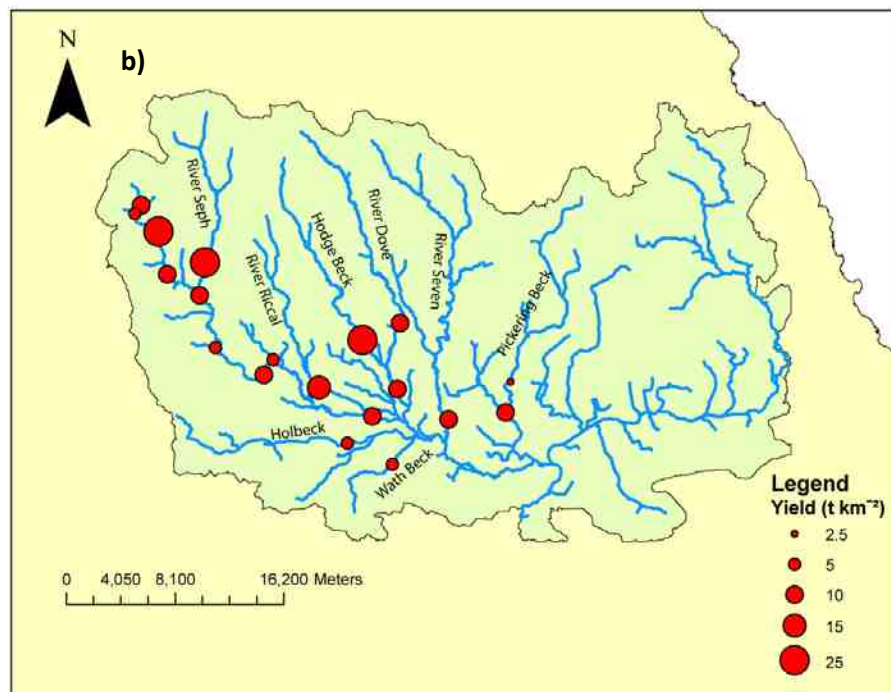 N
b)
River Seph
River Riccal
Hodge Beck
River Dove
River Seven
Pickering Beck
Holbeck
Wath Beck
Legend
Yield (t km⁻²)
2.5
5
10
15
25
0 4,050 8,100 16,200 Meters